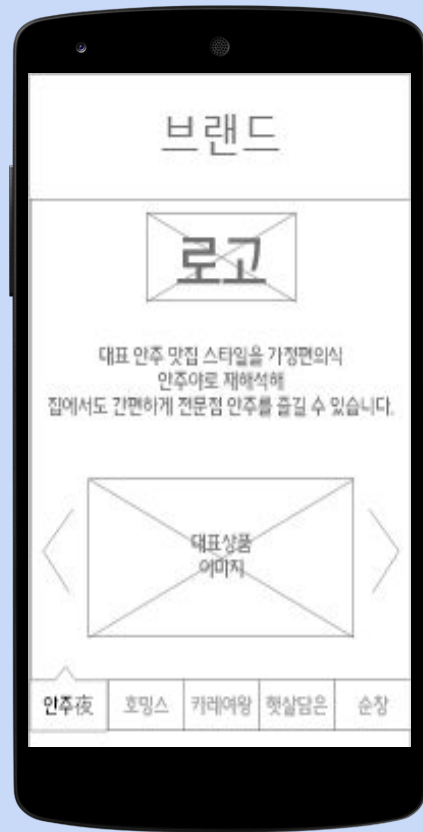 브랜드
로고
대표 안주 맛집 스타일을 가정편의식
안주야로 재해석해
집에서도 간편하게 전문점 안주를 즐길 수 있습니다.
대표상품
이미지
안주夜 호밍스 카레여왕 햇살담은 순창